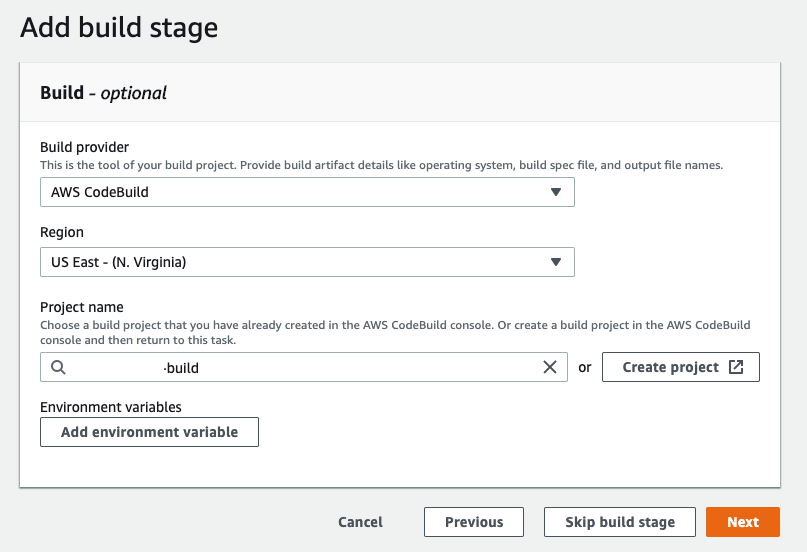 Add build stage
Build - optional
Build provider
This is the tool of your build project. Provide build artifact details like operating system, build spec file, and output file names.
AWS CodeBuild
Region
US East - (N. Virginia)
Project name
Choose a build project that you have already created in the AWS CodeBuild console. Or create a build project in the AWS CodeBuild
console and then return to this task.
-build
or
Create project
Environment variables
Add environment variable
Cancel
Previous
Skip build stage
Next